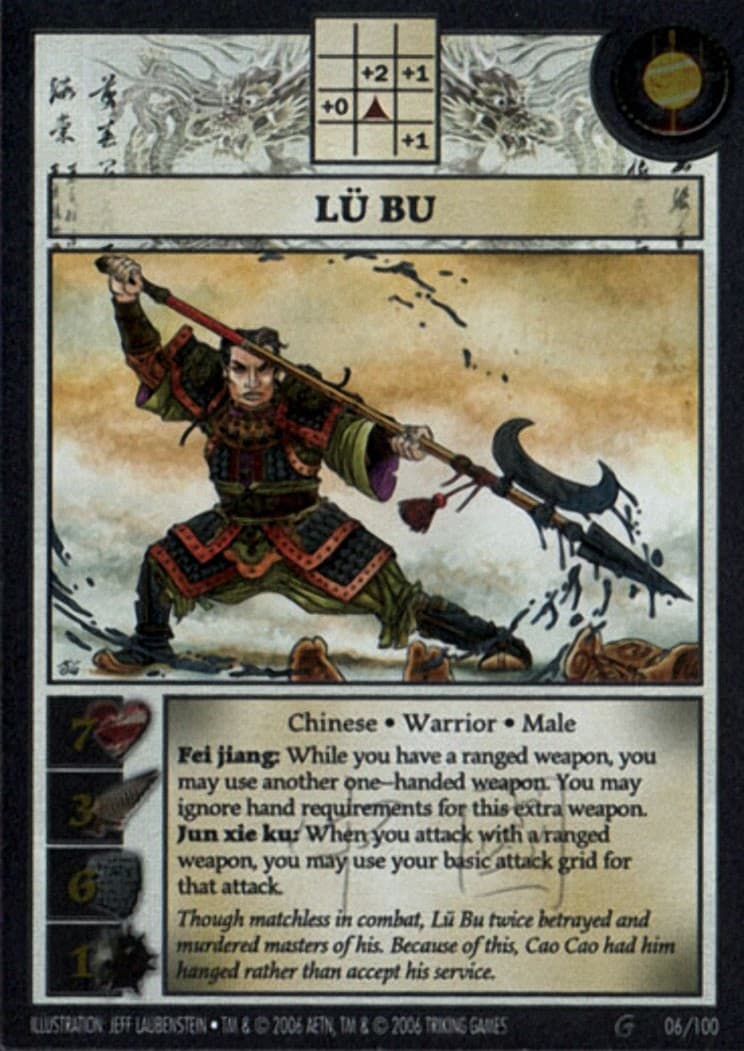 +2 +1
+0
+1
LÜ BU
7
3
6
1
Chinese • Warrior • Male
Fei jiang: While you have a ranged weapon, you
may use another one–handed weapon. You may
ignore hand requirements for this extra weapon.
Jun xie ku: When you attack with a ranged
weapon, you may use your basic attack grid for
that attack.
Though matchless in combat, Lü Bu twice betrayed and
murdered masters of his. Because of this, Cao Cao had him
hanged rather than accept his service.
ILLUSTRATION JEFF LAUBENSTEIN • TM & © 2006 AETN, TM & © 2006 TRIKING GAMES G 06/100